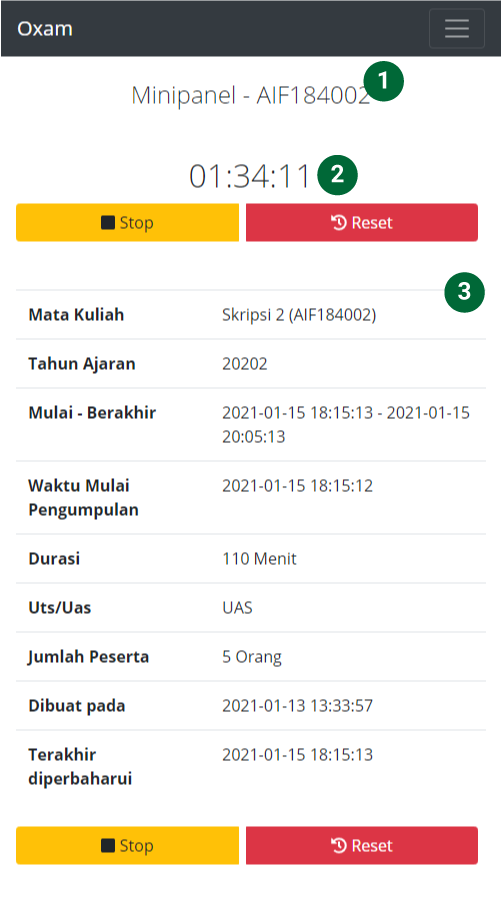 Oxam
Minipanel - AIF184002
1
01:34:11
2
Stop
Reset
3
Mata Kuliah
Skripsi 2 (AIF184002)
Tahun Ajaran
20202
Mulai - Berakhir
2021-01-15 18:15:13 - 2021-01-15
20:05:13
Waktu Mulai
Pengumpulan
2021-01-15 18:15:12
Durasi
110 Menit
Uts/Uas
UAS
Jumlah Peserta
5 Orang
Dibuat pada
2021-01-13 13:33:57
Terakhir
diperbaharui
2021-01-15 18:15:13
Stop
Reset